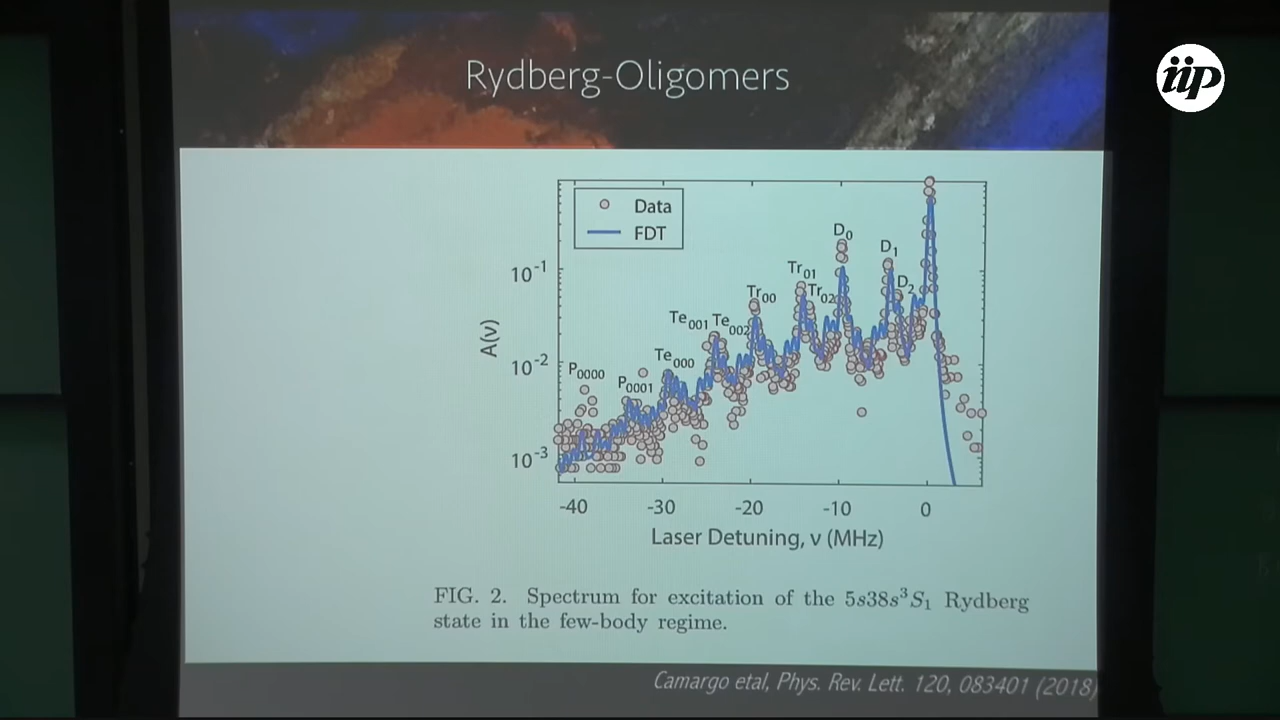 Rydberg-Oligomers
iip
Data
FDT
A(ν)
10⁻¹
10⁻²
10⁻³
P₀₀₀₀
P₀₀₀₁
Te₀₀₀
Te₀₀₁
Te₀₀₂
Tr₀₀
Tr₀₁
Tr₀₂
D₀
D₁
D₂
-40
-30
-20
-10
0
Laser Detuning, ν (MHz)
FIG. 2. Spectrum for excitation of the 5s38s³S₁ Rydberg
state in the few-body regime.
Camargo etal, Phys. Rev. Lett. 120, 083401 (2018)